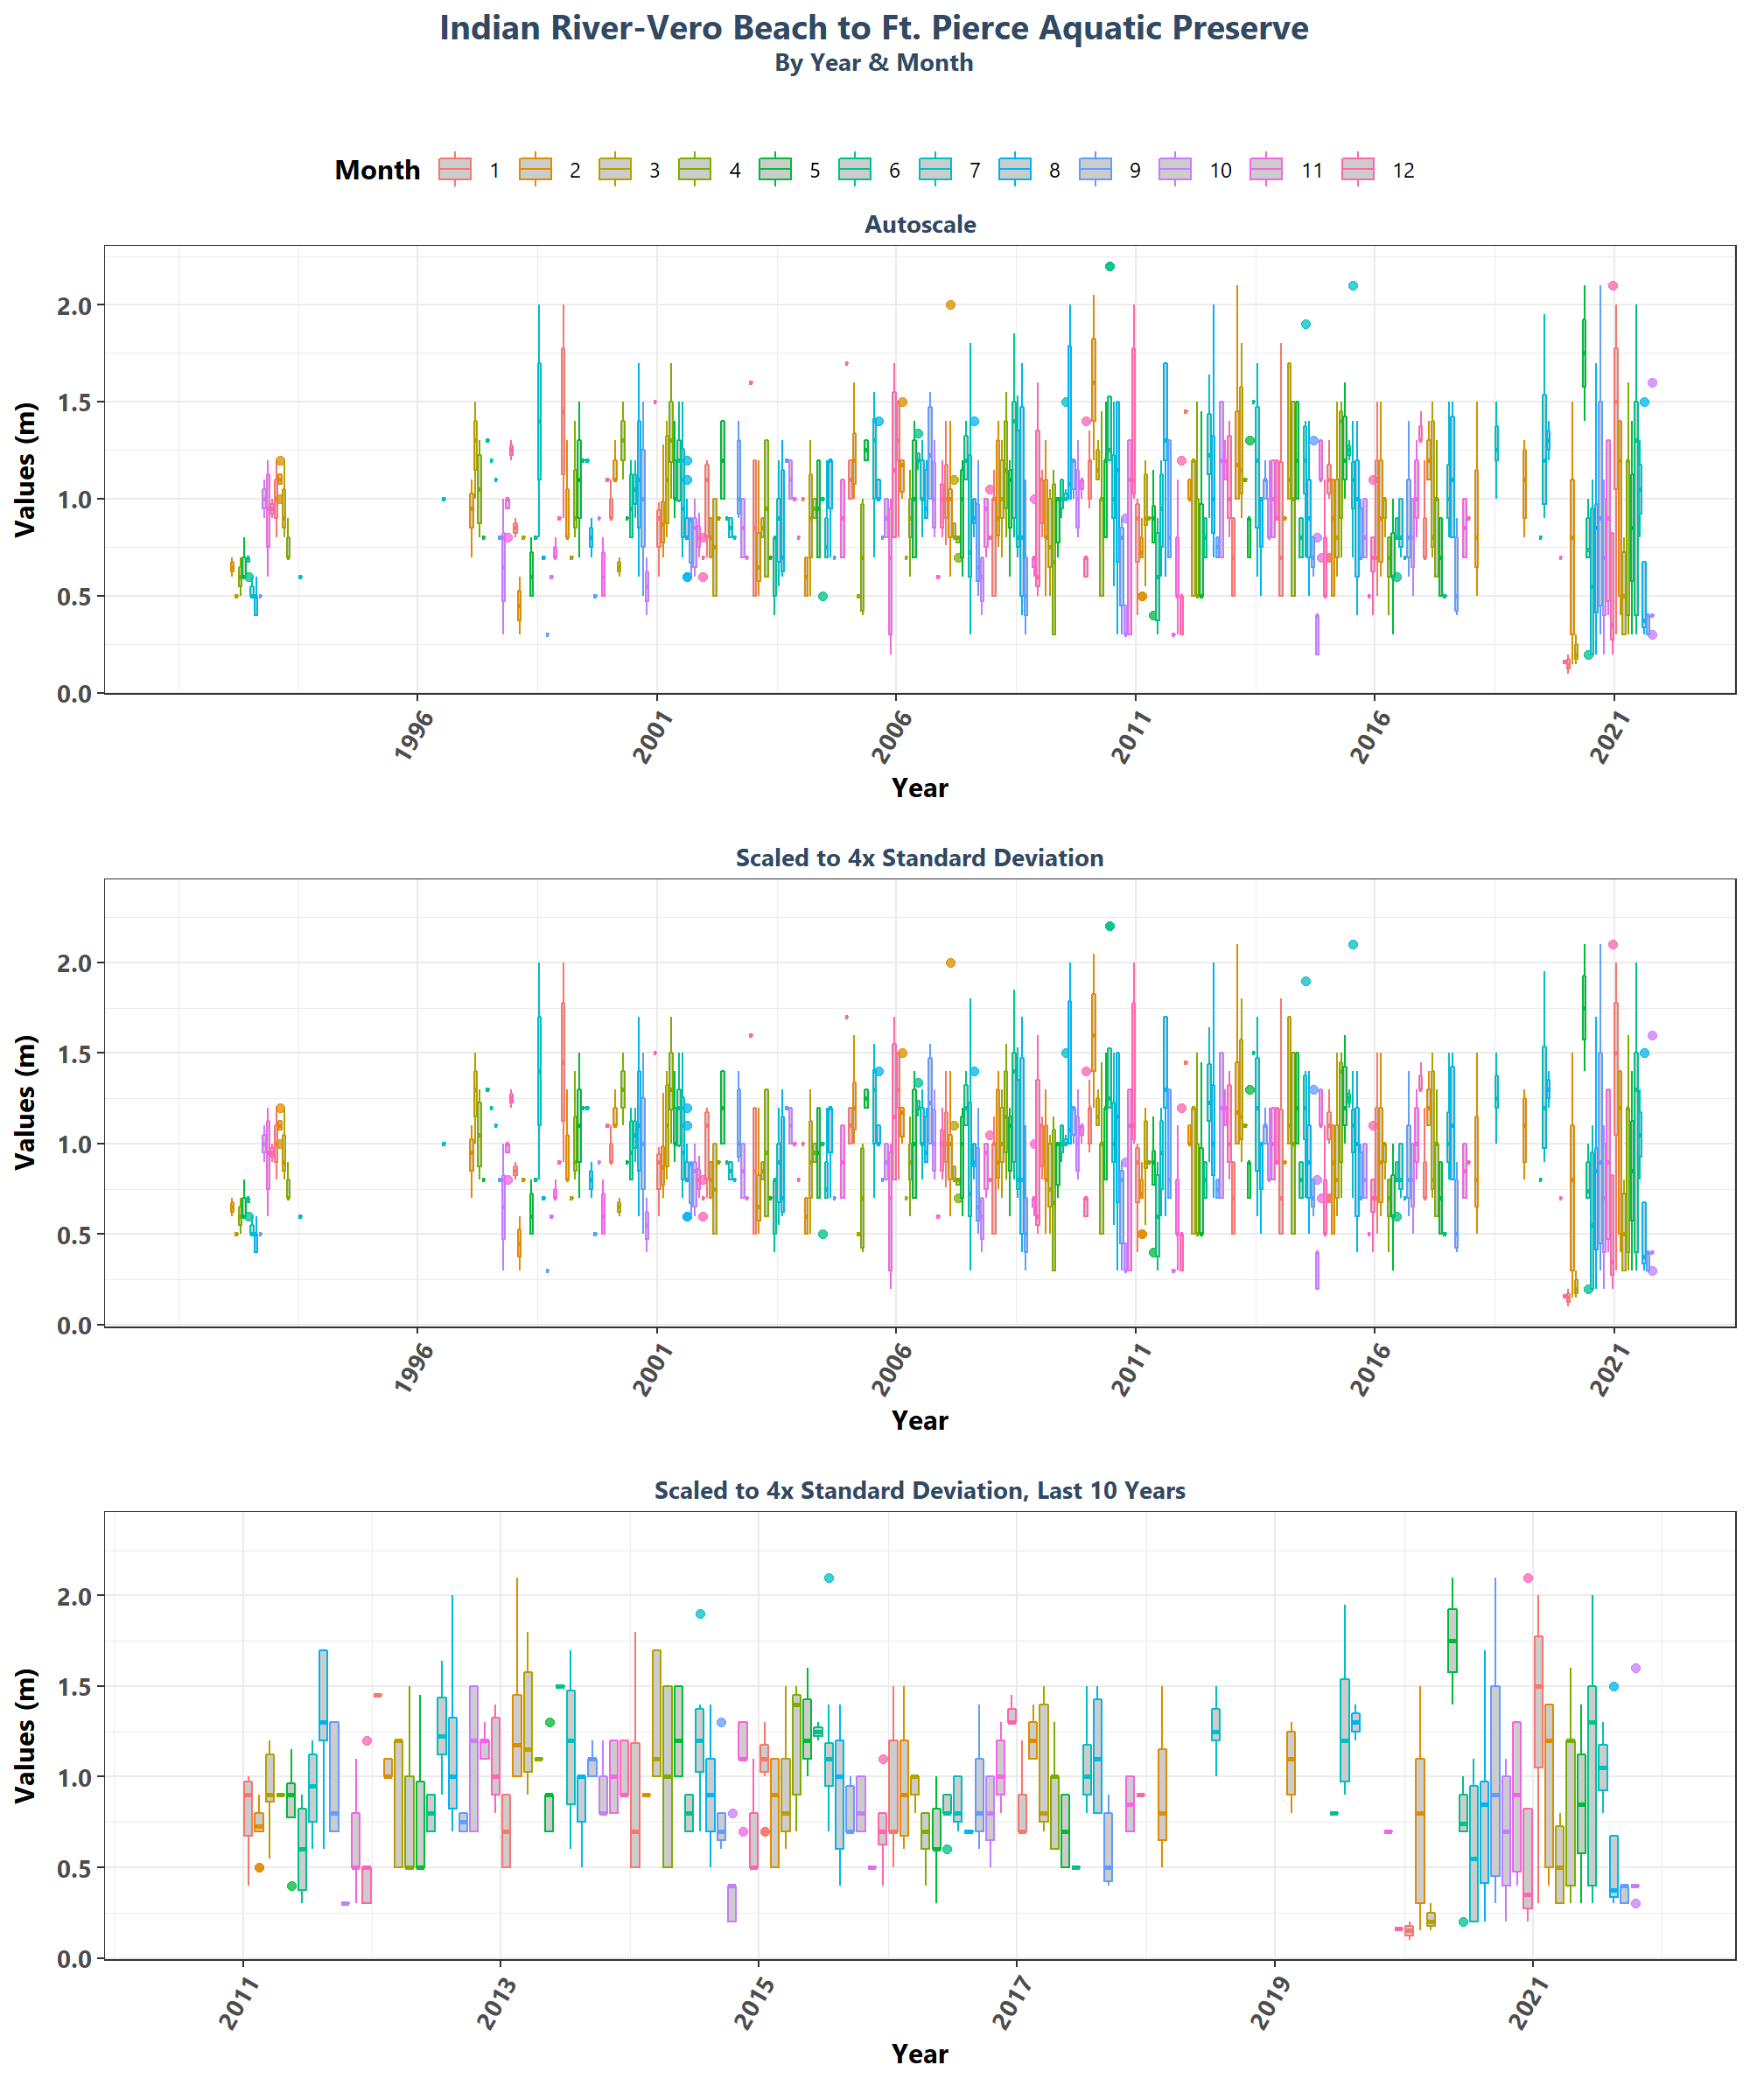 Indian River-Vero Beach to Ft. Pierce Aquatic Preserve
By Year & Month
Month 1 2 3 4 5 6 7 8 9 10 11 12
Autoscale
Values (m)
2.0
1.5
1.0
0.5
0.0
1996 2001 2006 2011 2016 2021
Year
Scaled to 4x Standard Deviation
Values (m)
2.0
1.5
1.0
0.5
0.0
1996 2001 2006 2011 2016 2021
Year
Scaled to 4x Standard Deviation, Last 10 Years
Values (m)
2.0
1.5
1.0
0.5
0.0
2011 2013 2015 2017 2019 2021
Year